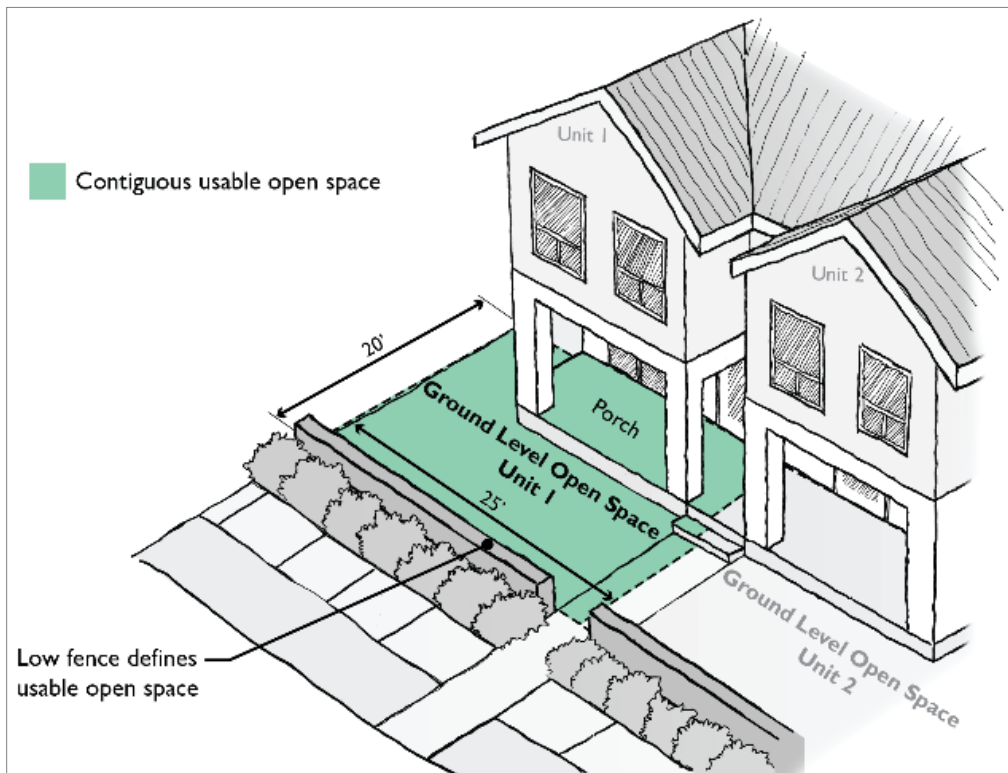 Unit 1
Contiguous usable open space
Unit 2
20'
Porch
Ground Level Open Space
Unit 1
25'
Low fence defines
usable open space
Ground Level Open Space
Unit 2